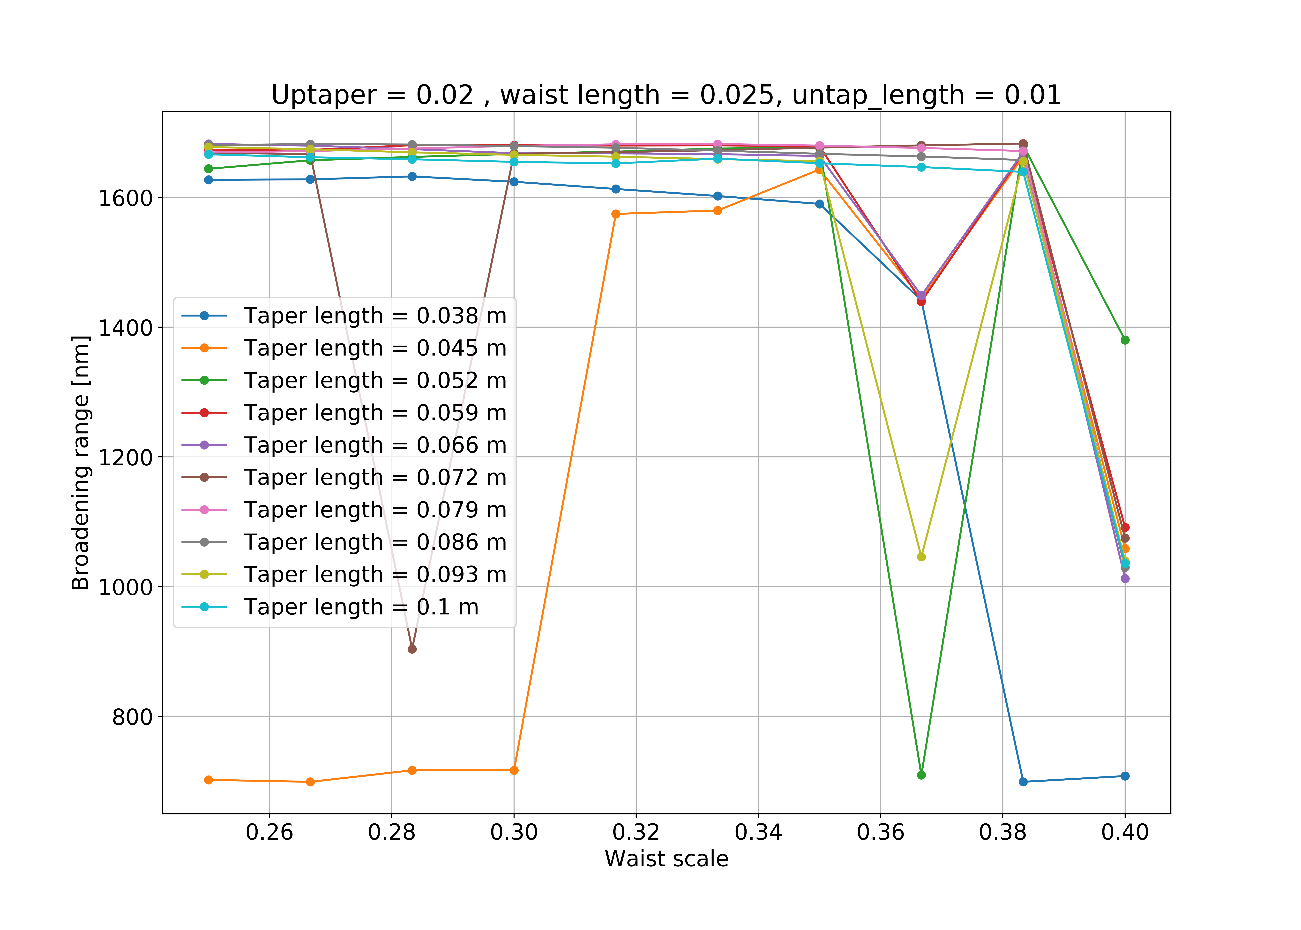 Uptaper = 0.02 , waist length = 0.025, untap_length = 0.01
Broadening range [nm]
1600
1400
1200
1000
800
Taper length = 0.038 m
Taper length = 0.045 m
Taper length = 0.052 m
Taper length = 0.059 m
Taper length = 0.066 m
Taper length = 0.072 m
Taper length = 0.079 m
Taper length = 0.086 m
Taper length = 0.093 m
Taper length = 0.1 m
0.26 0.28 0.30 0.32 0.34 0.36 0.38 0.40
Waist scale